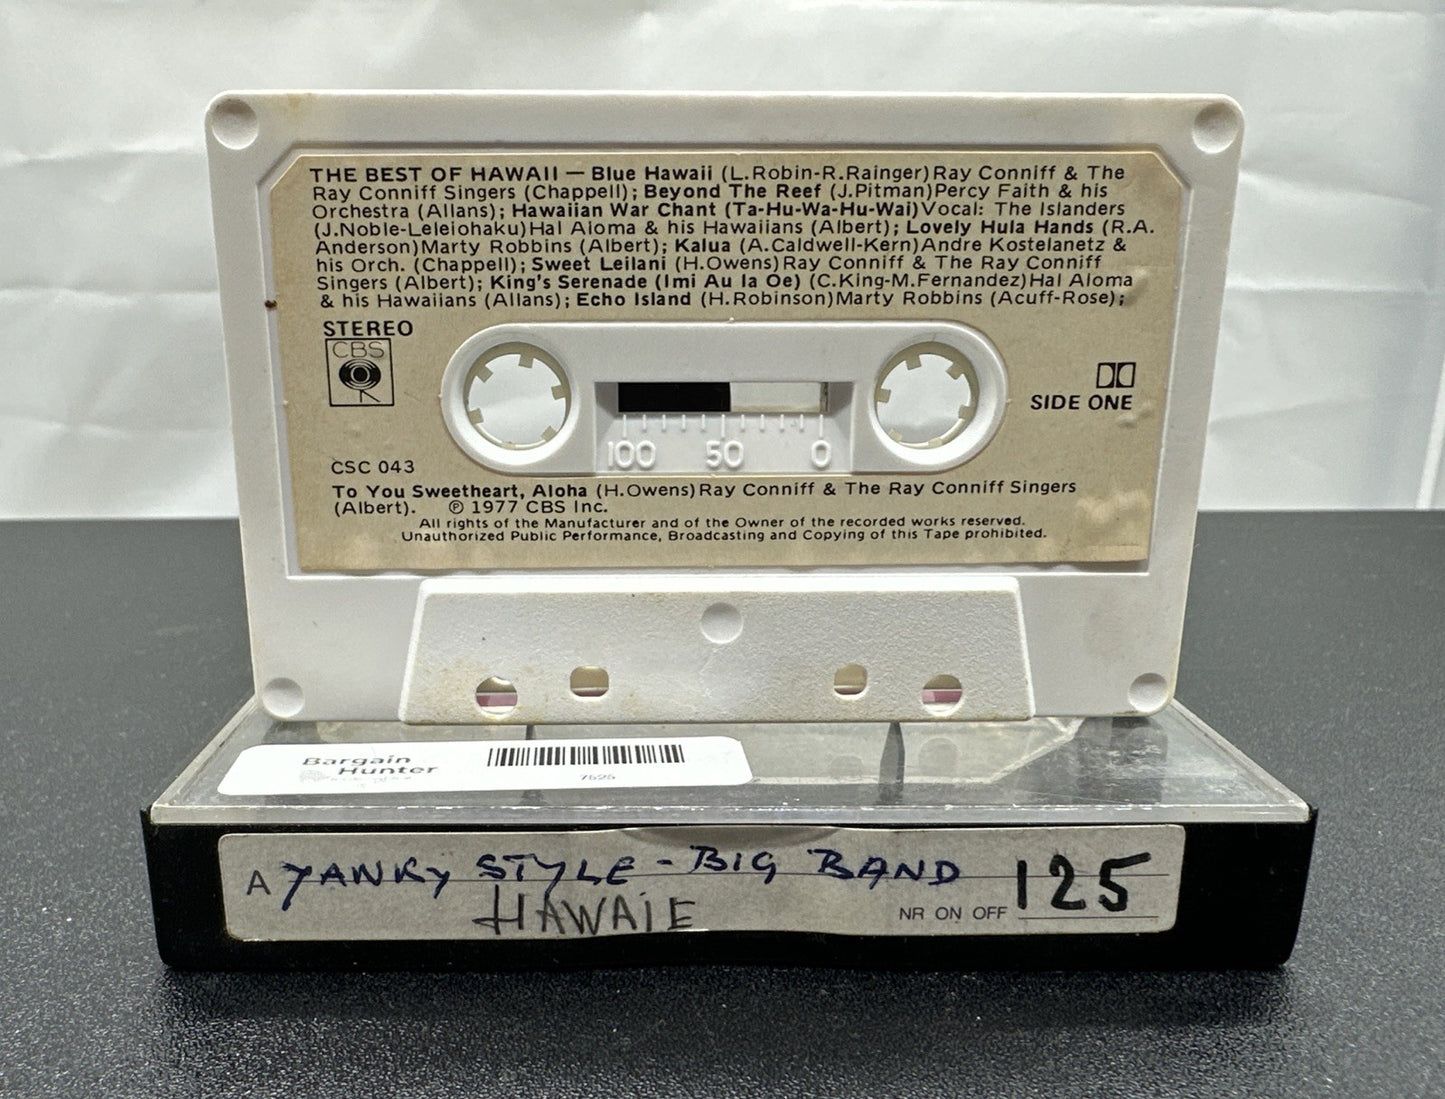 THE BEST OF HAWAII — Blue Hawaii (L.Robin-R.Rainger)Ray Conniff & The
Ray Conniff Singers (Chappell); Beyond The Reef (J.Pitman)Percy Faith & his
Orchestra (Allans); Hawaiian War Chant (Ta-Hu-Wa-Hu-Wai)Vocal: The Islanders
(J.Noble-Leleiohaku)Hal Aloma & his Hawaiians (Albert); Lovely Hula Hands (R.A.
Anderson)Marty Robbins (Albert); Kalua (A.Caldwell-Kern)Andre Kostelanetz &
his Orch. (Chappell); Sweet Leilani (H.Owens)Ray Conniff & The Ray Conniff
Singers (Albert); King's Serenade (Imi Au Ia Oe) (C.King-M.Fernandez)Hal Aloma
& his Hawaiians (Allans); Echo Island (H.Robinson)Marty Robbins (Acuff-Rose);
STEREO
CBS
SIDE ONE
100 50 0
CSC 043
To You Sweetheart, Aloha (H.Owens)Ray Conniff & The Ray Conniff Singers
(Albert). ℗ 1977 CBS Inc.
All rights of the Manufacturer and of the Owner of the recorded works reserved.
Unauthorized Public Performance, Broadcasting and Copying of this Tape prohibited.
Bargain
Hunter
7525
A YANKY STYLE - BIG BAND
HAWAIE
NR ON OFF 125